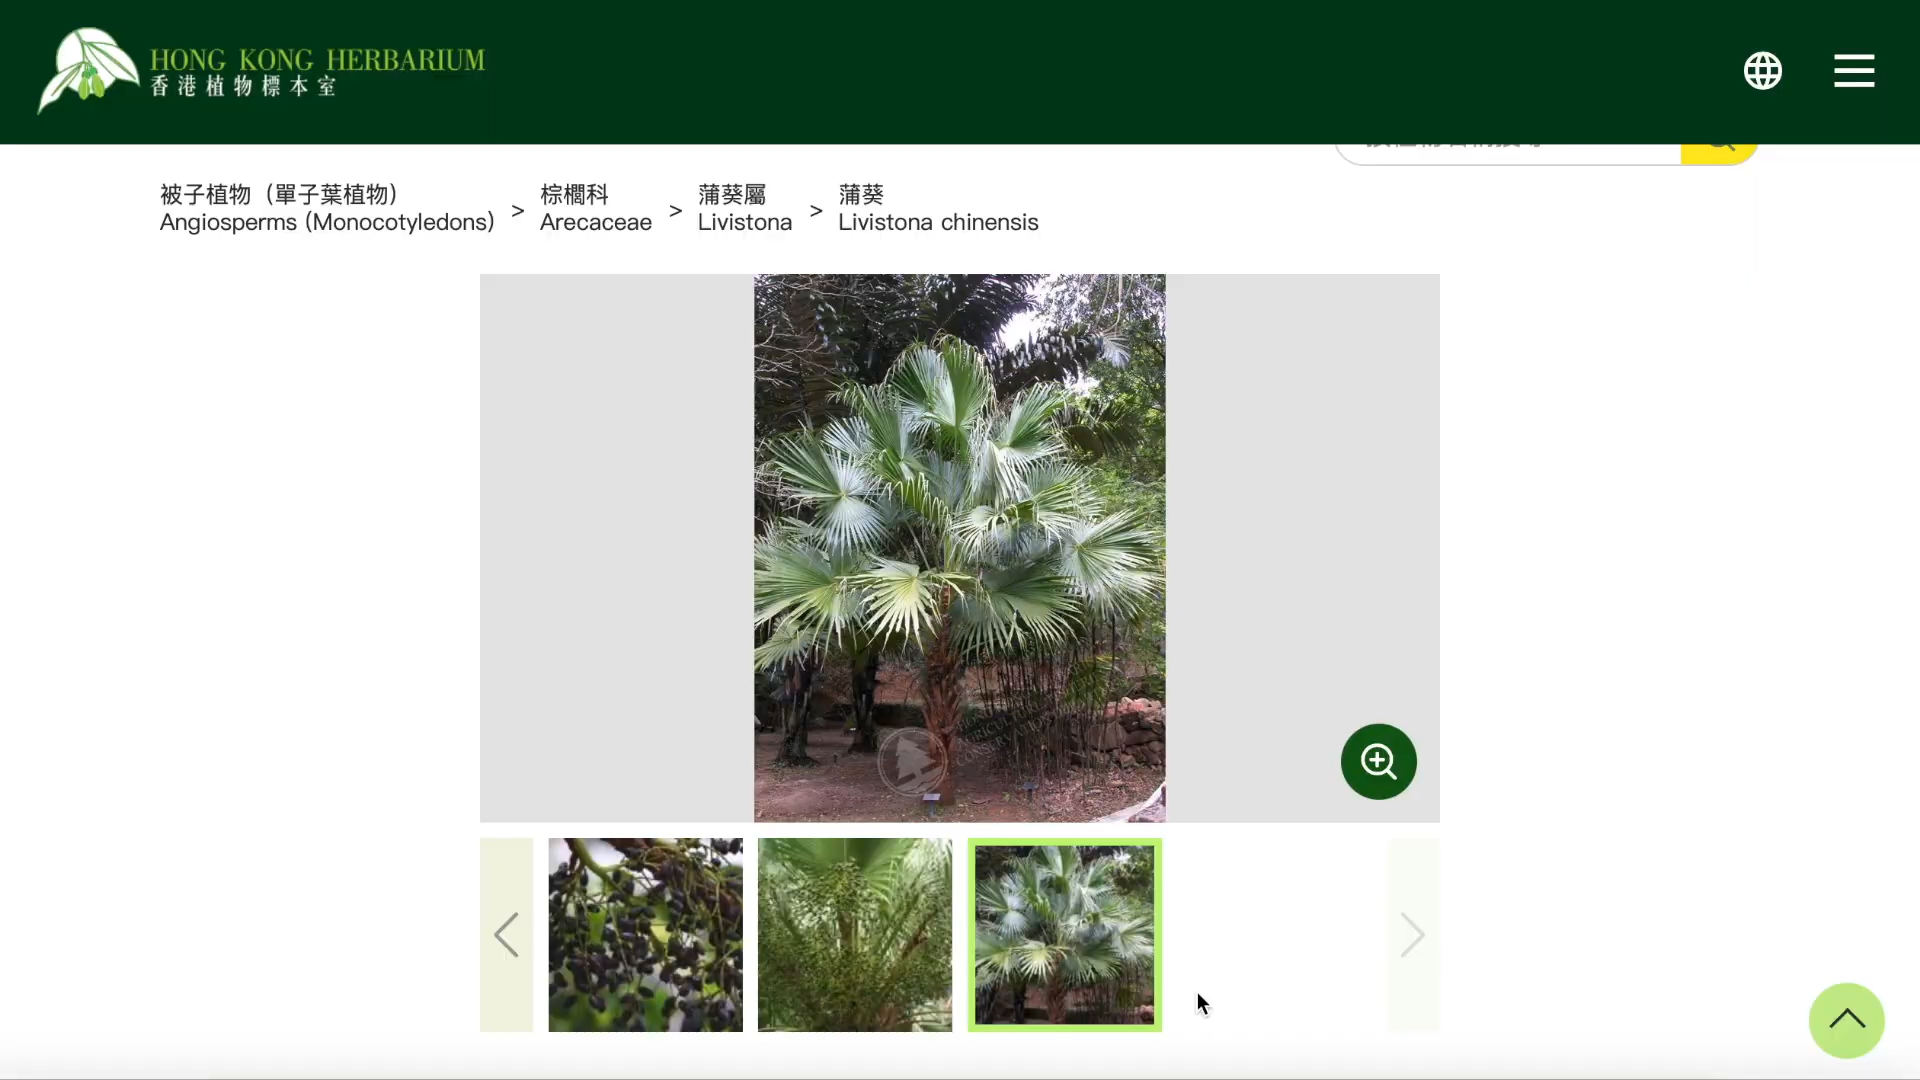 HONG KONG HERBARIUM
香港植物標本室
被子植物（單子葉植物） > 棕櫚科 > 蒲葵屬 > 蒲葵
Angiosperms (Monocotyledons) Arecaceae Livistona Livistona chinensis